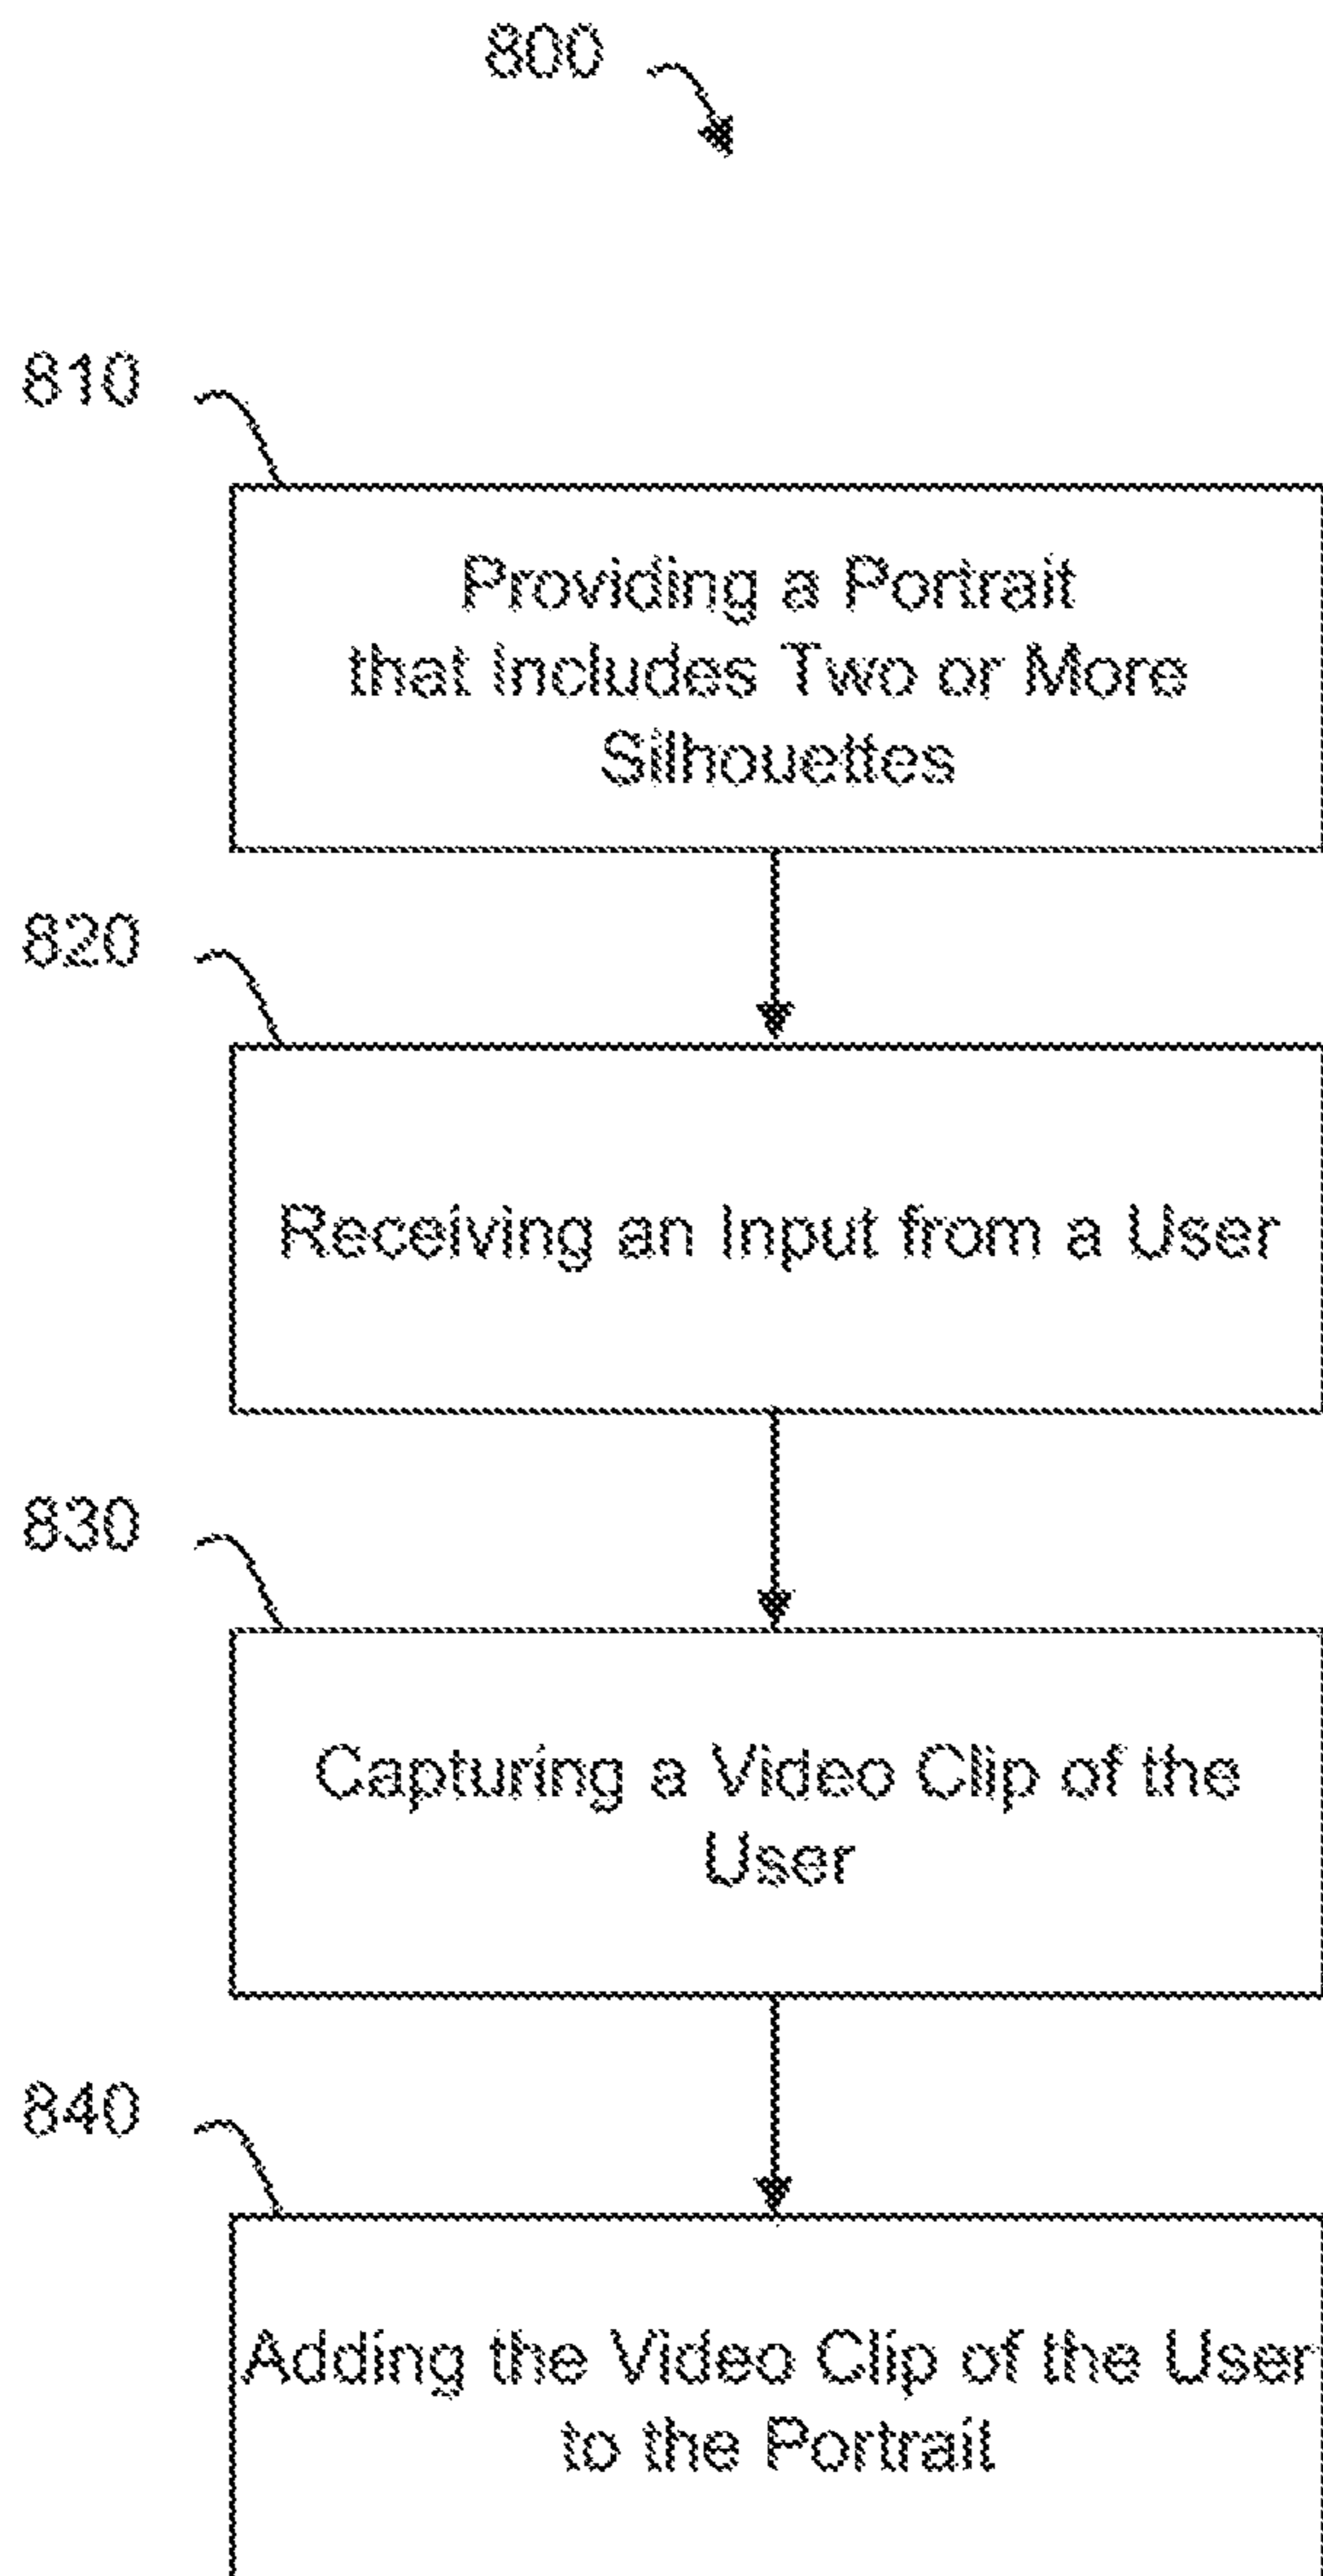 800
810
Providing a Portrait
that includes Two or More
Silhouettes
820
Receiving an Input from a User
830
Capturing a Video Clip of the
User
840
Adding the Video Clip of the User
to the Portrait